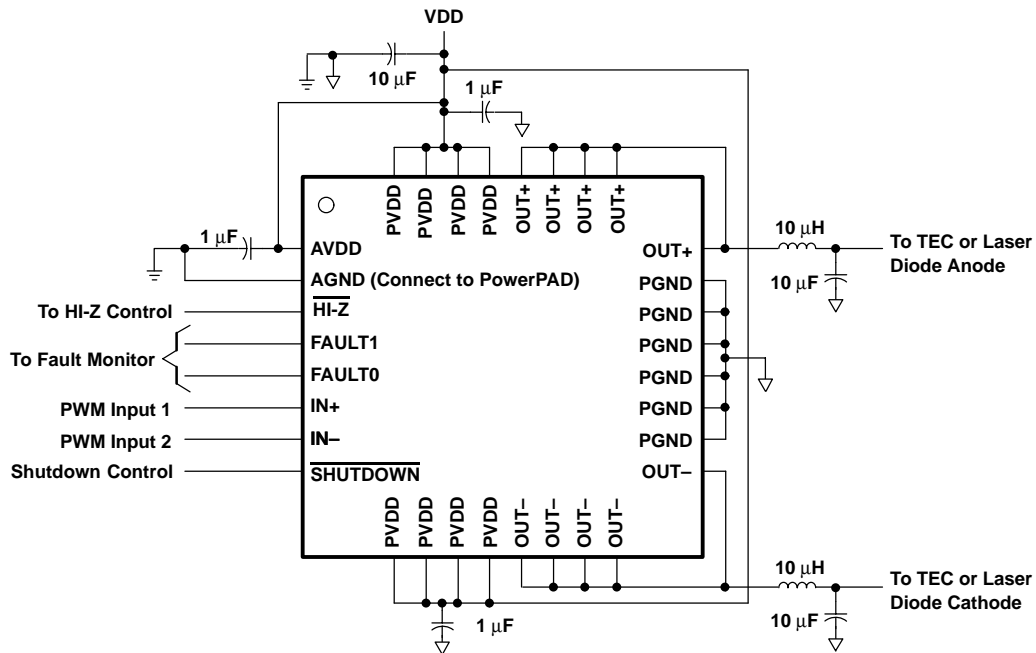 VDD
10 μF
1 μF
PVDD
PVDD
PVDD
PVDD
OUT+
OUT+
OUT+
OUT+
1 μF
AVDD
AGND (Connect to PowerPAD)
To HI-Z Control
HI-Z
To Fault Monitor
FAULT1
FAULT0
PWM Input 1
IN+
PWM Input 2
IN–
Shutdown Control
SHUTDOWN
OUT+
PGND
PGND
PGND
PGND
PGND
PGND
OUT–
10 μH
10 μF
To TEC or Laser
Diode Anode
PVDD
PVDD
PVDD
PVDD
OUT–
OUT–
OUT–
OUT–
1 μF
10 μH
10 μF
To TEC or Laser
Diode Cathode